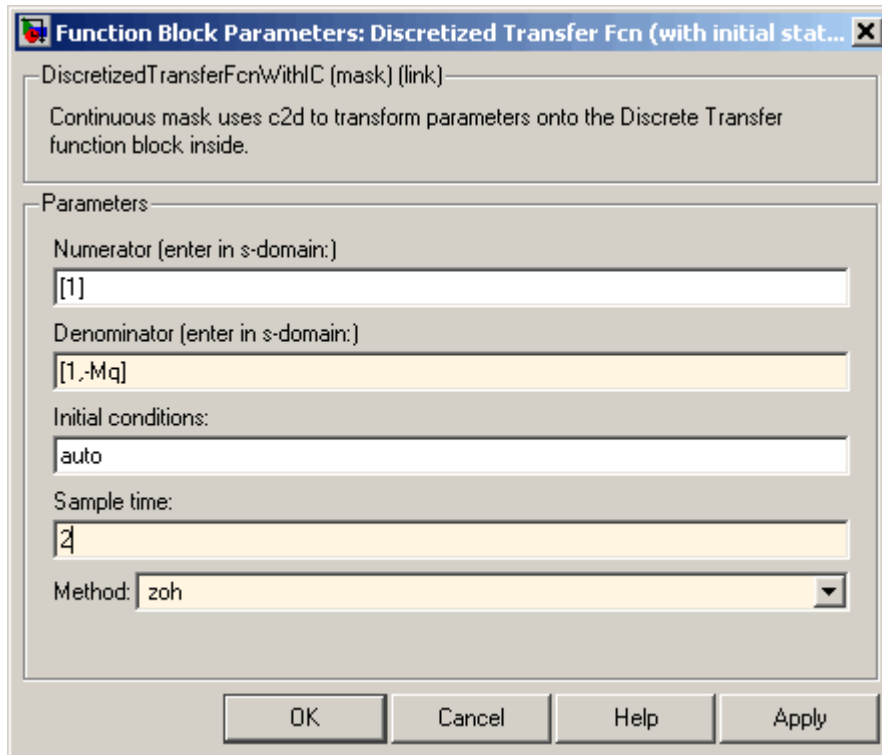 Function Block Parameters: Discretized Transfer Fcn (with initial stat...
DiscretizedTransferFcnWithIC (mask) (link)
Continuous mask uses c2d to transform parameters onto the Discrete Transfer
function block inside.
Parameters
Numerator (enter in s-domain:)
[1]
Denominator (enter in s-domain:)
[1,-Mq]
Initial conditions:
auto
Sample time:
2
Method: zoh
OK Cancel Help Apply